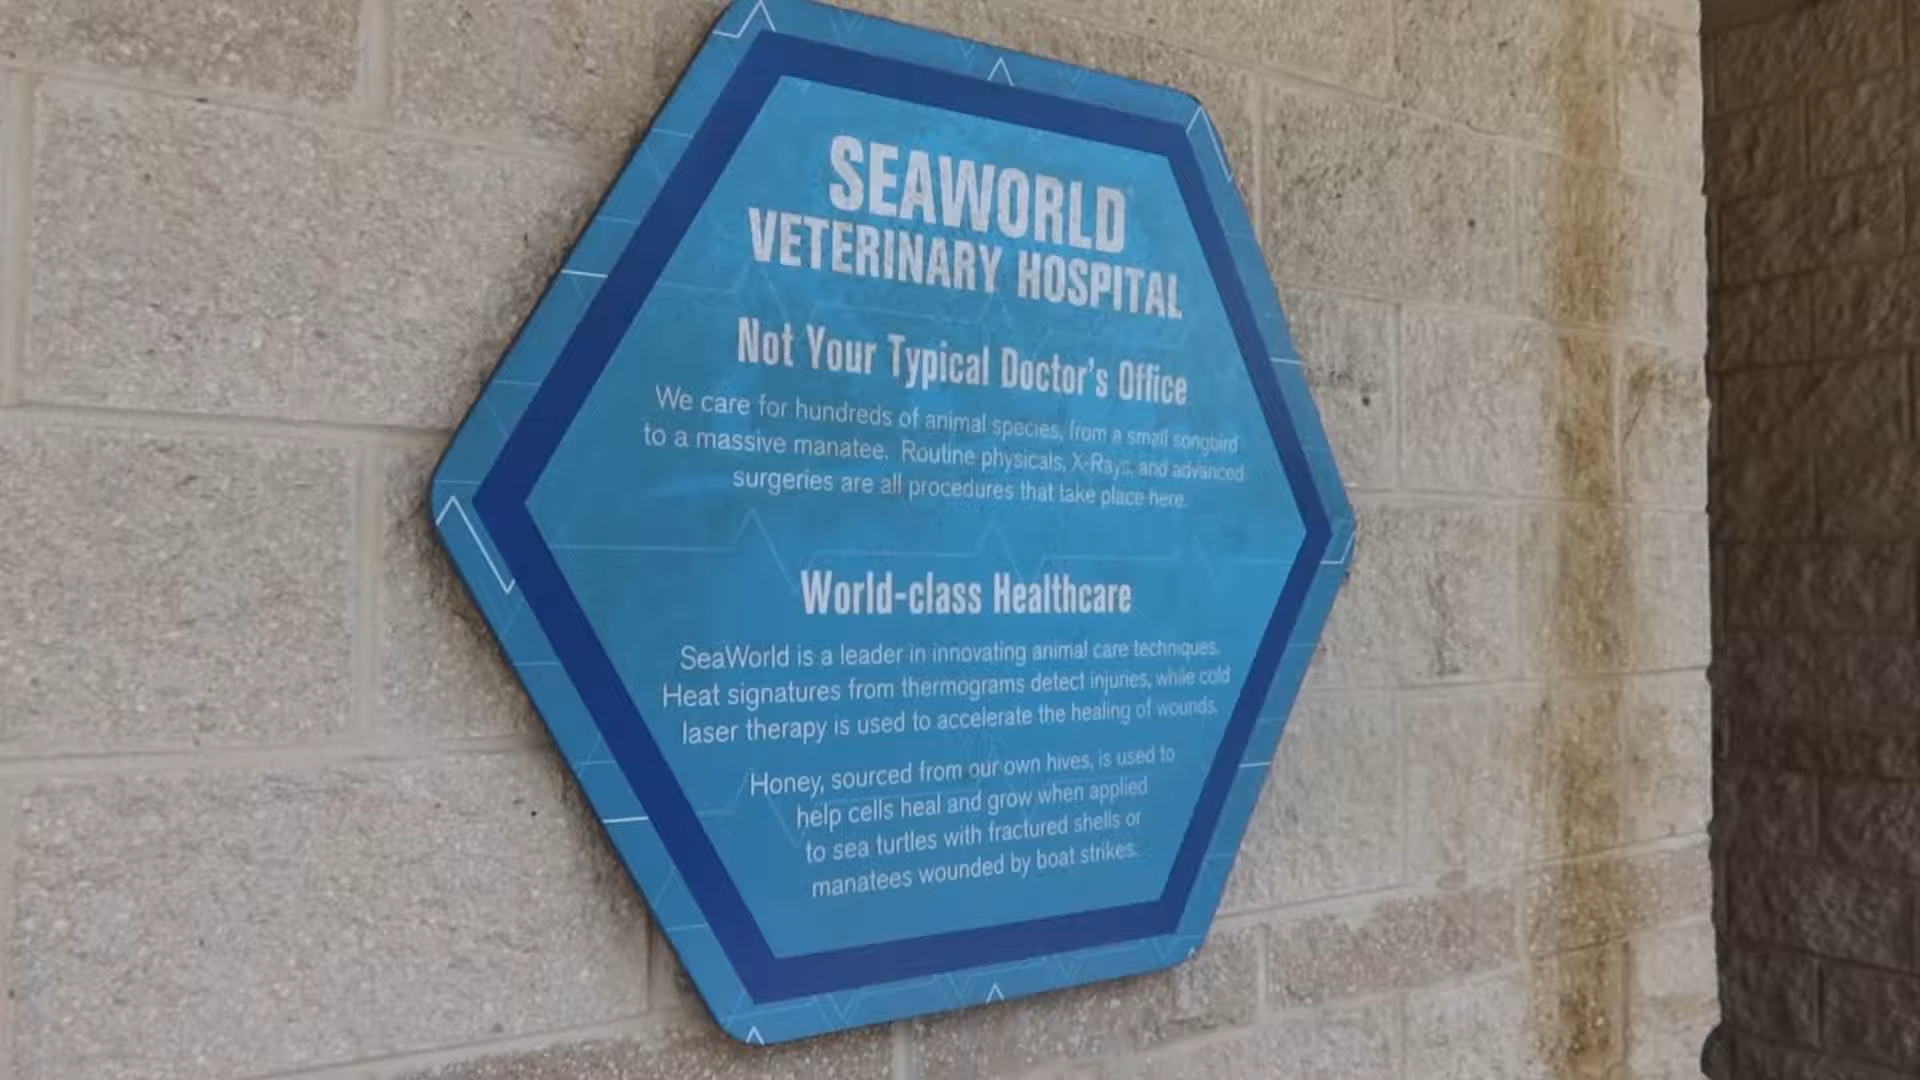 SEAWORLD
VETERINARY HOSPITAL
Not Your Typical Doctor's Office
We care for hundreds of animal species, from a small songbird
to a massive manatee. Routine physicals, X-Rays, and advanced
surgeries are all procedures that take place here.
World-class Healthcare
SeaWorld is a leader in innovating animal care techniques.
Heat signatures from thermograms detect injuries, while cold
laser therapy is used to accelerate the healing of wounds.
Honey, sourced from our own hives, is used to
help cells heal and grow when applied
to sea turtles with fractured shells or
manatees wounded by boat strikes.